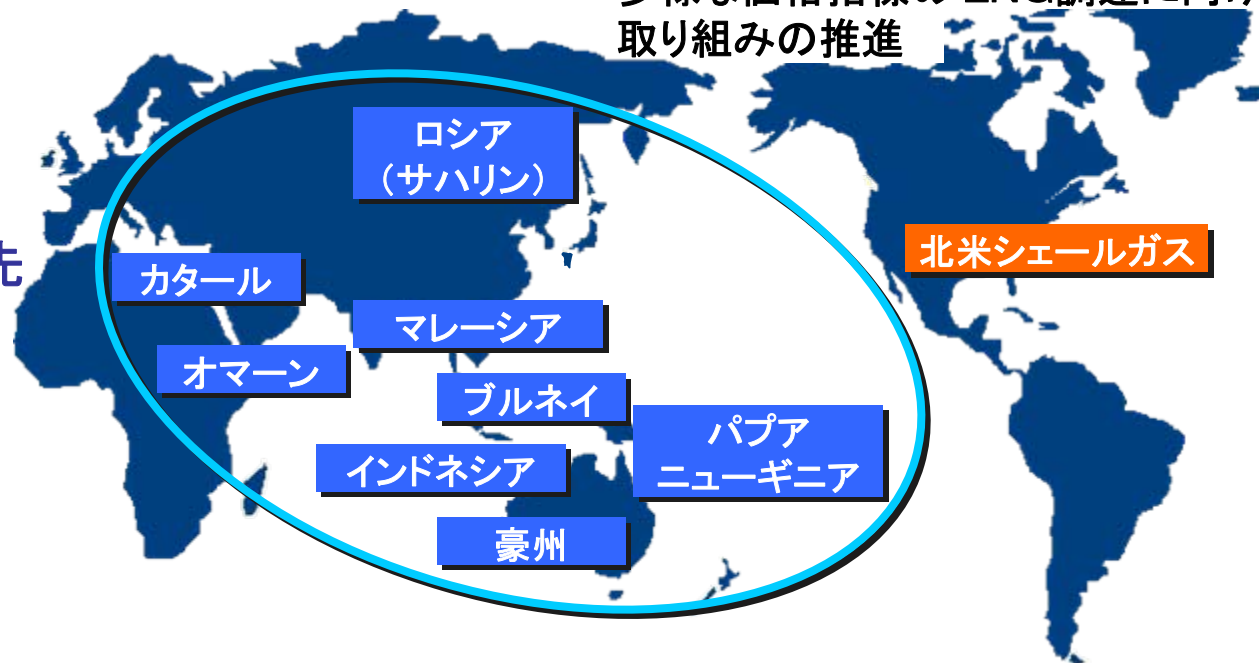 取り組みの推進
ロシア
（サハリン）
先
北米シェールガス
カタール
マレーシア
オマーン
ブルネイ
パプア
ニューギニア
インドネシア
豪州